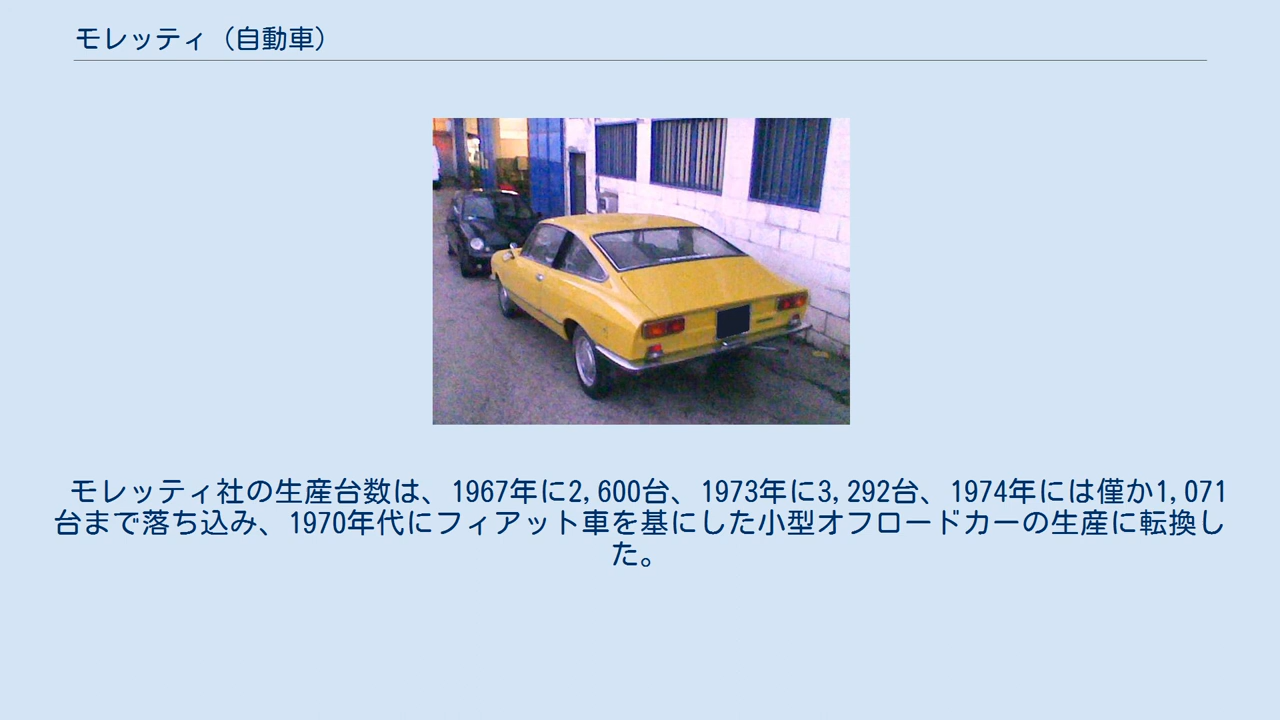 モレッティ（自動車）
モレッティ社の生産台数は、1967年に2,600台、1973年に3,292台、1974年には僅か1,071
台まで落ち込み、1970年代にフィアット車を基にした小型オフロードカーの生産に転換し
た。